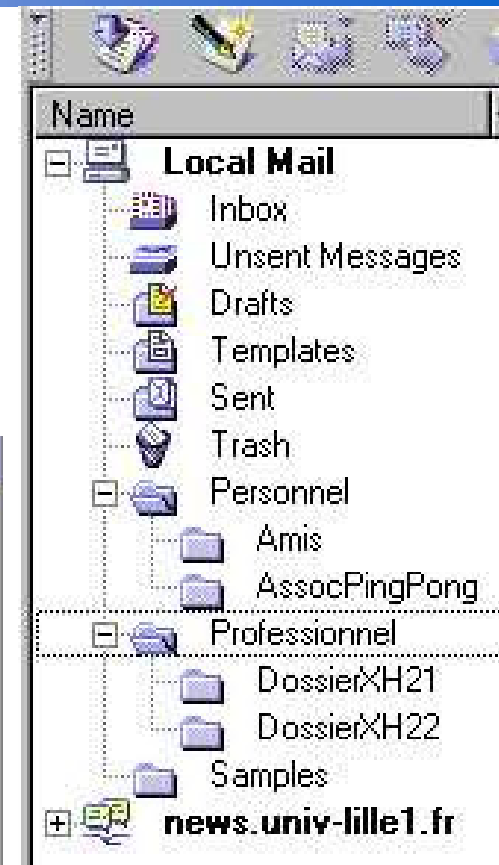 Name
Local Mail
Inbox
Unsent Messages
Drafts
Templates
Sent
Trash
Personnel
Amis
AssocPingPong
Professionnel
DossierXH21
DossierXH22
Samples
news.univ-lille1.fr